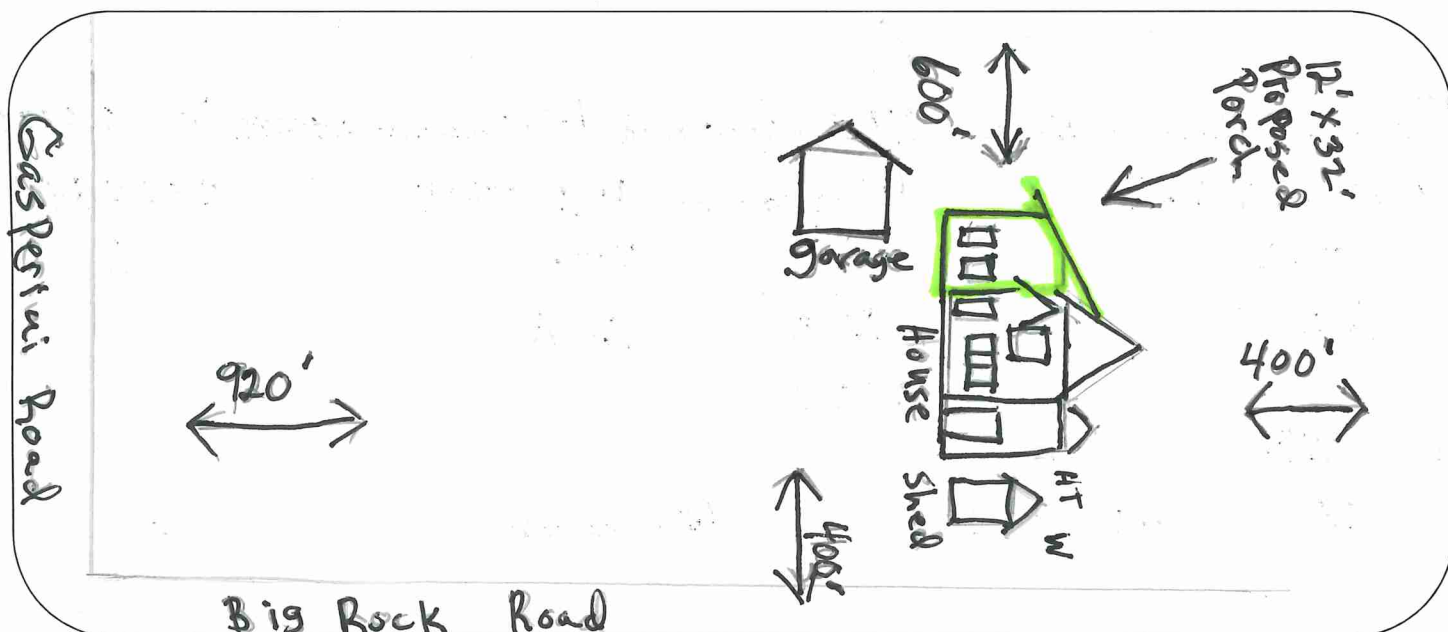 12' x 32'
Proposed
Porch
600'
garage
House
400'
920'
Shed
HT
W
400'
GasPerini Road
Big Rock Road